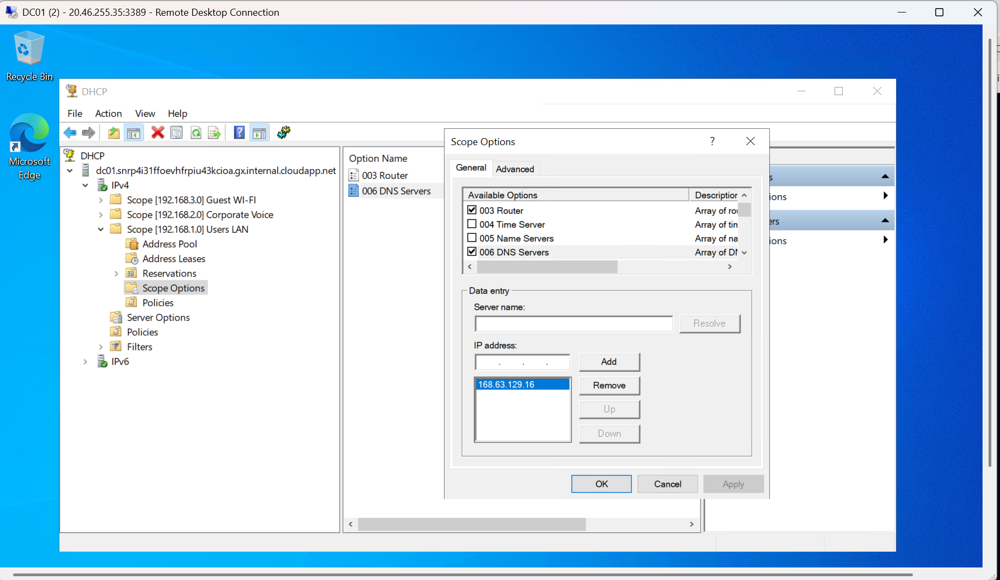 DC01 (2) - 20.46.255.35:3389 - Remote Desktop Connection
Recycle Bin
Microsoft
Edge
DHCP
File Action View Help
DHCP
dc01.snrp4i31ffoevhfrpiu43kcioa.gx.internal.cloudapp.net
IPv4
Scope [192.168.3.0] Guest WI-FI
Scope [192.168.2.0] Corporate Voice
Scope [192.168.1.0] Users LAN
Address Pool
Address Leases
Reservations
Scope Options
Policies
Server Options
Policies
Filters
IPv6
Option Name
003 Router
006 DNS Servers
Scope Options
General Advanced
Available Options Description
003 Router Array of rou
004 Time Server Array of tin
005 Name Servers Array of na
006 DNS Servers Array of DN
Data entry
Server name:
Resolve
IP address:
. . .
Add
168.63.129.16
Remove
Up
Down
OK Cancel Apply
s
ions
ers
ions